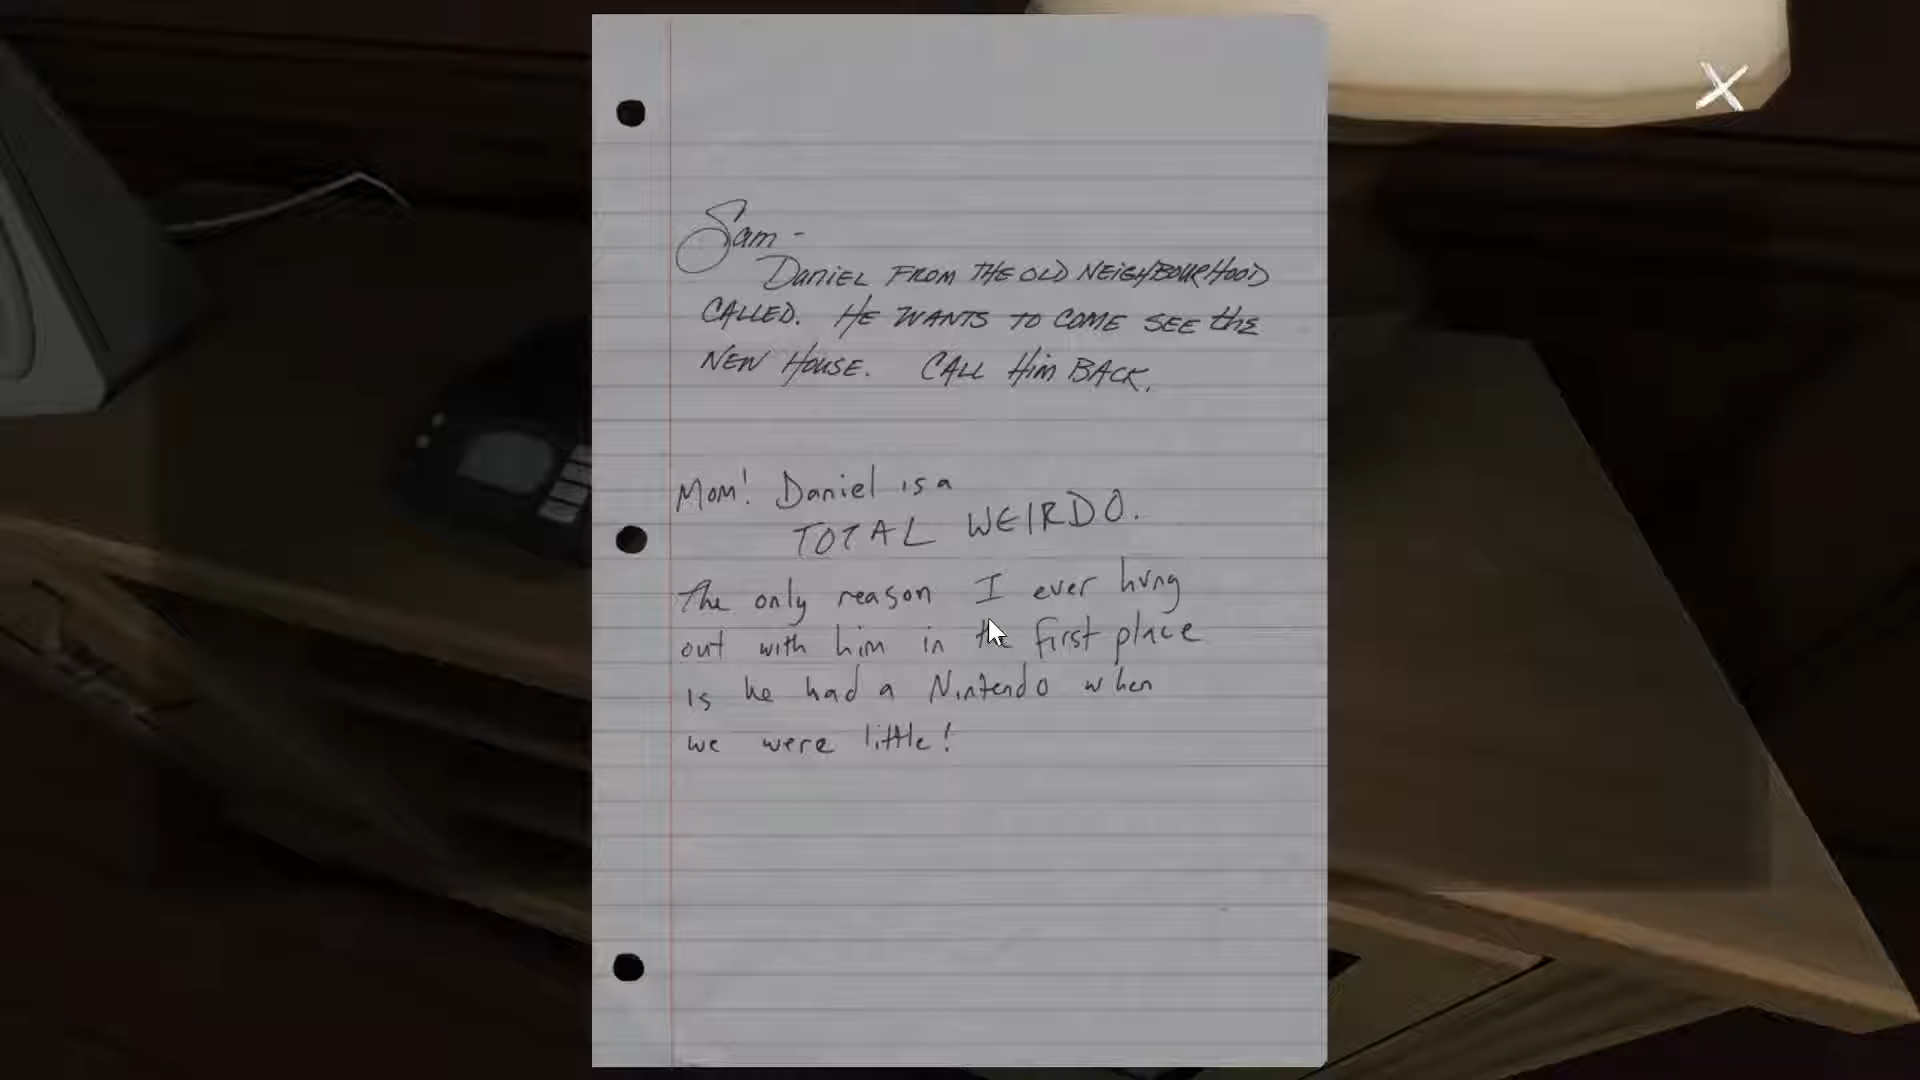 Sam -
DANIEL FROM THE OLD NEIGHBOURHOOD
CALLED. HE WANTS TO COME SEE the
NEW HOUSE. CALL HIM BACK.
Mom! Daniel is a
TOTAL WEIRDO.
The only reason I ever hung
out with him in the first place
is he had a Nintendo when
we were little!